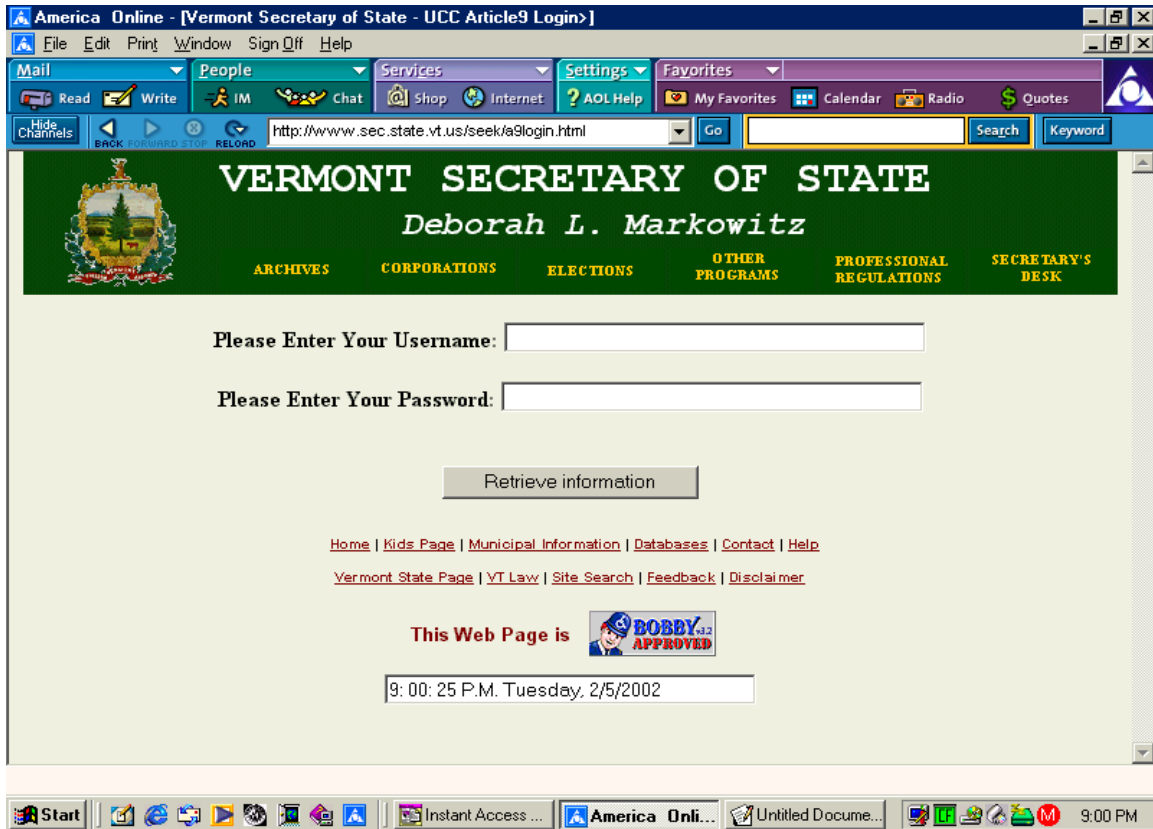 America Online - [Vermont Secretary of State - UCC Article9 Login>]
File Edit Print Window Sign Off Help
Mail People Services Settings Favorites
Read Write IM Chat Shop Internet AOL Help My Favorites Calendar Radio Quotes
Hide Channels BACK FORWARD STOP RELOAD http://www.sec.state.vt.us/seek/a9login.html Go Search Keyword
VERMONT SECRETARY OF STATE
Deborah L. Markowitz
ARCHIVES CORPORATIONS ELECTIONS OTHER PROGRAMS PROFESSIONAL REGULATIONS SECRETARY'S DESK
Please Enter Your Username:
Please Enter Your Password:
Retrieve information
Home | Kids Page | Municipal Information | Databases | Contact | Help
Vermont State Page | VT Law | Site Search | Feedback | Disclaimer
This Web Page is BOBBY v3.2 APPROVED
9: 00: 25 P.M. Tuesday, 2/5/2002
Start Instant Access ... America Onli... Untitled Docume... 9:00 PM